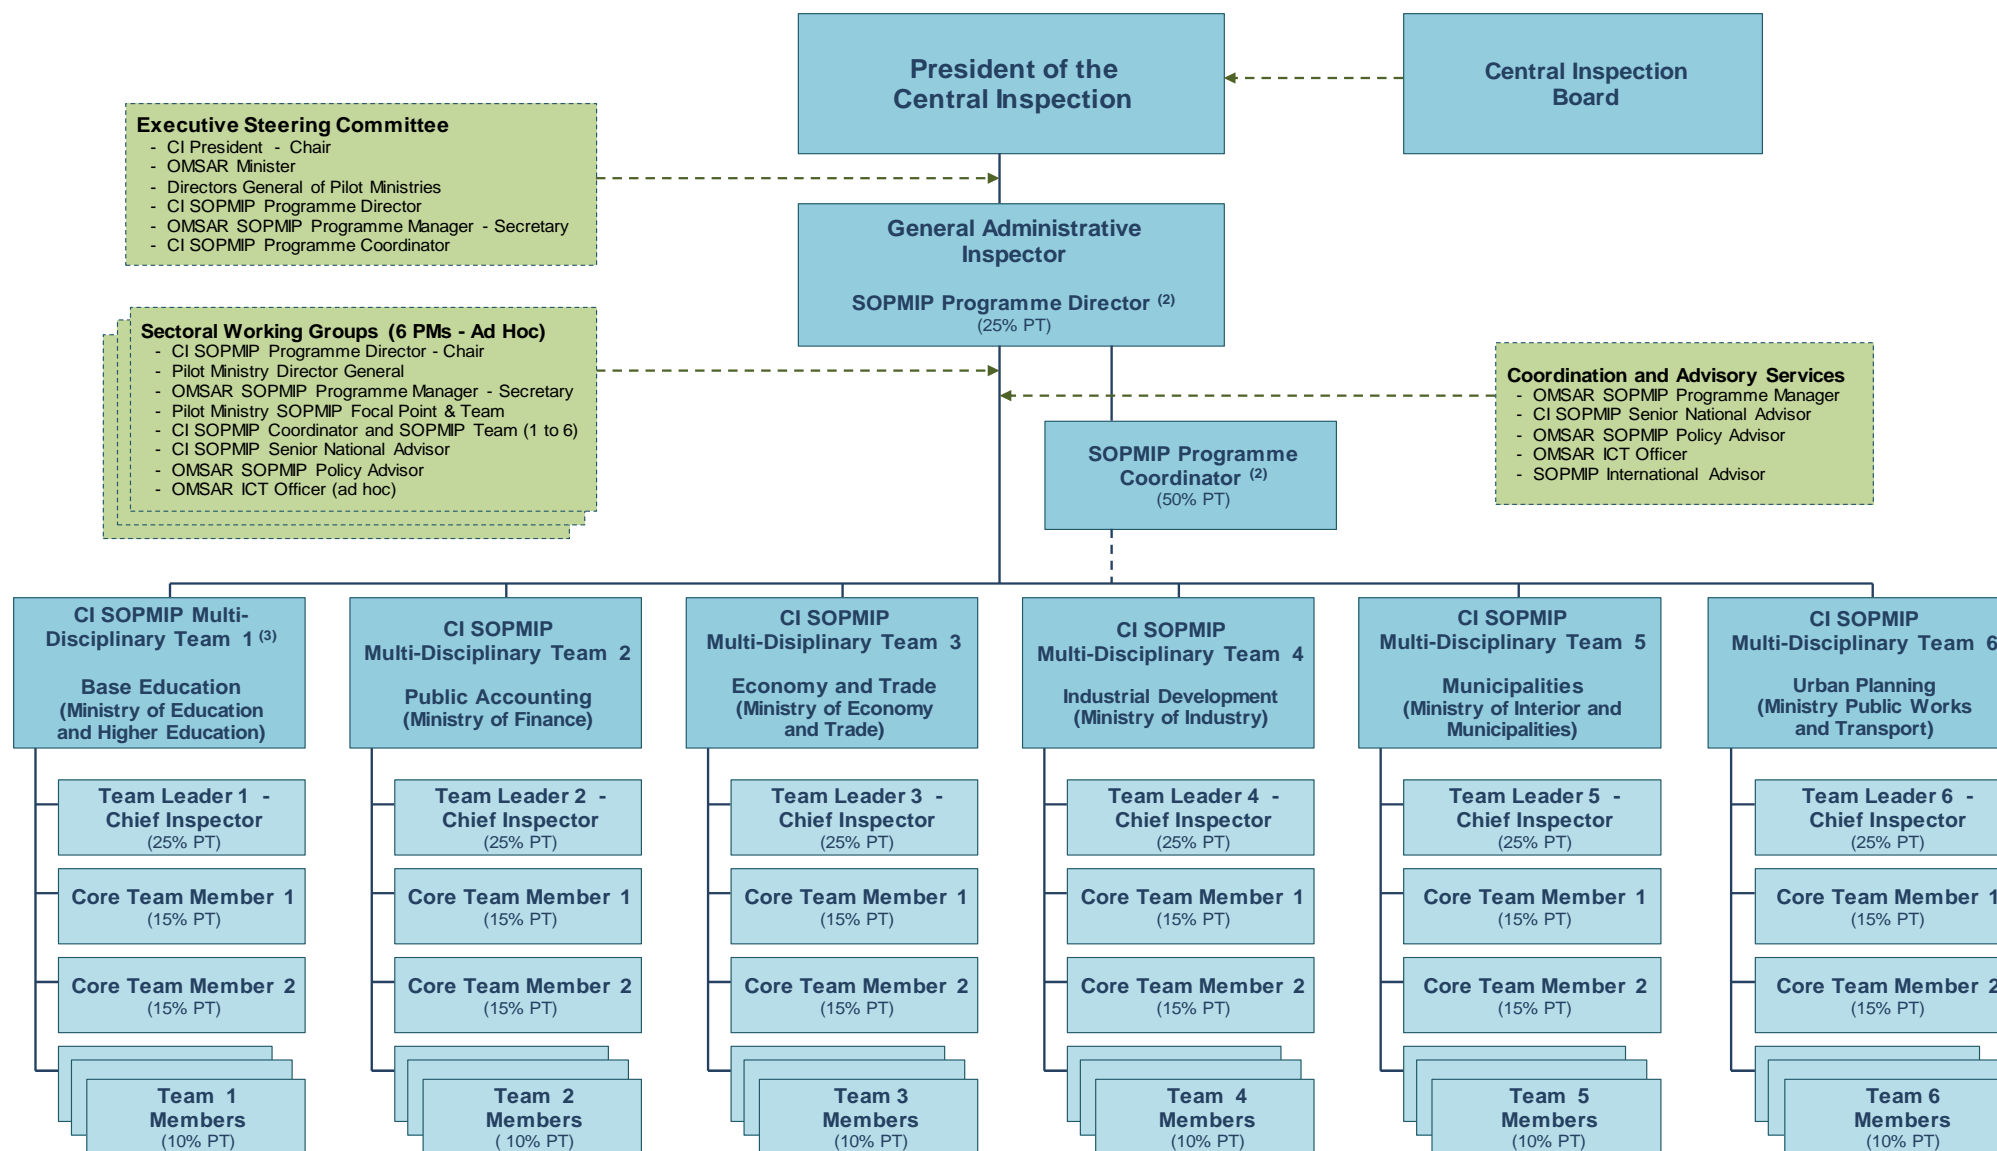 President of the
Central Inspection
Central Inspection
Board
Executive Steering Committee
- CI President - Chair
- OMSAR Minister
- Directors General of Pilot Ministries
- CI SOPMIP Programme Director
- OMSAR SOPMIP Programme Manager - Secretary
- CI SOPMIP Programme Coordinator
General Administrative
Inspector
SOPMIP Programme Director (2)
(25% PT)
Sectoral Working Groups (6 PMs - Ad Hoc)
- CI SOPMIP Programme Director - Chair
- Pilot Ministry Director General
- OMSAR SOPMIP Programme Manager - Secretary
- Pilot Ministry SOPMIP Focal Point & Team
- CI SOPMIP Coordinator and SOPMIP Team (1 to 6)
- CI SOPMIP Senior National Advisor
- OMSAR SOPMIP Policy Advisor
- OMSAR ICT Officer (ad hoc)
Coordination and Advisory Services
- OMSAR SOPMIP Programme Manager
- CI SOPMIP Senior National Advisor
- OMSAR SOPMIP Policy Advisor
- OMSAR ICT Officer
- SOPMIP International Advisor
SOPMIP Programme
Coordinator (2)
(50% PT)
CI SOPMIP Multi-
Disciplinary Team 1 (3)
Base Education
(Ministry of Education
and Higher Education)
CI SOPMIP
Multi-Disciplinary Team 2
Public Accounting
(Ministry of Finance)
CI SOPMIP
Multi-Disiplinary Team 3
Economy and Trade
(Ministry of Economy
and Trade)
CI SOPMIP
Multi-Disciplinary Team 4
Industrial Development
(Ministry of Industry)
CI SOPMIP
Multi-Disciplinary Team 5
Municipalities
(Ministry of Interior and
Municipalities)
CI SOPMIP
Multi-Disciplinary Team 6
Urban Planning
(Ministry Public Works
and Transport)
Team Leader 1 -
Chief Inspector
(25% PT)
Team Leader 2 -
Chief Inspector
(25% PT)
Team Leader 3 -
Chief Inspector
(25% PT)
Team Leader 4 -
Chief Inspector
(25% PT)
Team Leader 5 -
Chief Inspector
(25% PT)
Team Leader 6 -
Chief Inspector
(25% PT)
Core Team Member 1
(15% PT)
Core Team Member 1
(15% PT)
Core Team Member 1
(15% PT)
Core Team Member 1
(15% PT)
Core Team Member 1
(15% PT)
Core Team Member 1
(15% PT)
Core Team Member 2
(15% PT)
Core Team Member 2
(15% PT)
Core Team Member 2
(15% PT)
Core Team Member 2
(15% PT)
Core Team Member 2
(15% PT)
Core Team Member 2
(15% PT)
Team 1
Members
(10% PT)
Team 2
Members
( 10% PT)
Team 3
Members
(10% PT)
Team 4
Members
(10% PT)
Team 5
Members
(10% PT)
Team 6
Members
(10% PT)